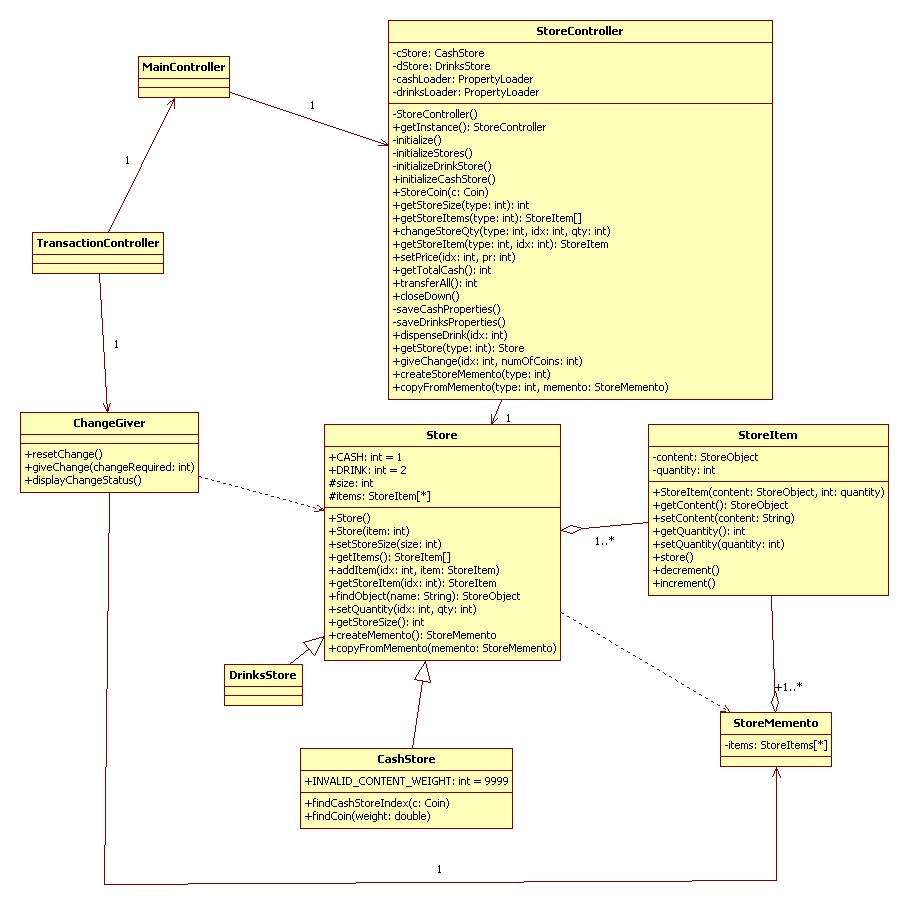 StoreController
-cStore: CashStore
-dStore: DrinksStore
-cashLoader: PropertyLoader
-drinksLoader: PropertyLoader
-StoreController()
+getInstance(): StoreController
-initialize()
-initializeStores()
-initializeDrinkStore()
+initializeCashStore()
+StoreCoin(c: Coin)
+getStoreSize(type: int): int
+getStoreItems(type: int): StoreItem[]
+changeStoreQty(type: int, idx: int, qty: int)
+getStoreItem(type: int, idx: int): StoreItem
+setPrice(idx: int, pr: int)
+getTotalCash(): int
+transferAll(): int
+closeDown()
-saveCashProperties()
-saveDrinksProperties()
+dispenseDrink(idx: int)
+getStore(type: int): Store
+giveChange(idx: int, numOfCoins: int)
+createStoreMemento(type: int)
+copyFromMemento(type: int, memento: StoreMemento)
MainController
1
1
TransactionController
1
1
ChangeGiver
+resetChange()
+giveChange(changeRequired: int)
+displayChangeStatus()
Store
+CASH: int = 1
+DRINK: int = 2
#size: int
#items: StoreItem[*]
+Store()
+Store(item: int)
+setStoreSize(size: int)
+getItems(): StoreItem[]
+addItem(idx: int, item: StoreItem)
+getStoreItem(idx: int): StoreItem
+findObject(name: String): StoreObject
+setQuantity(idx: int, qty: int)
+getStoreSize(): int
+createMemento(): StoreMemento
+copyFromMemento(memento: StoreMemento)
StoreItem
-content: StoreObject
-quantity: int
+StoreItem(content: StoreObject, int: quantity)
+getContent(): StoreObject
+setContent(content: String)
+getQuantity(): int
+setQuantity(quantity: int)
+store()
+decrement()
+increment()
1..*
DrinksStore
+1..*
StoreMemento
-items: StoreItems[*]
CashStore
+INVALID_CONTENT_WEIGHT: int = 9999
+findCashStoreIndex(c: Coin)
+findCoin(weight: double)
1